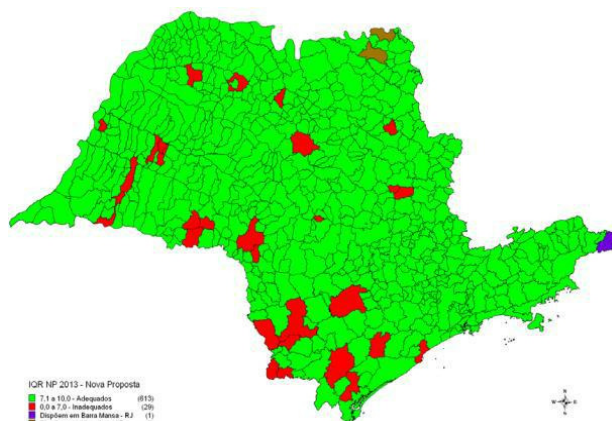 IQR NP 2013 - Nova Proposta
7,1 a 10,0 - Adequados (613)
0,0 a 7,0 - Inadequados (29)
Dispõem em Barra Mansa - RJ (1)